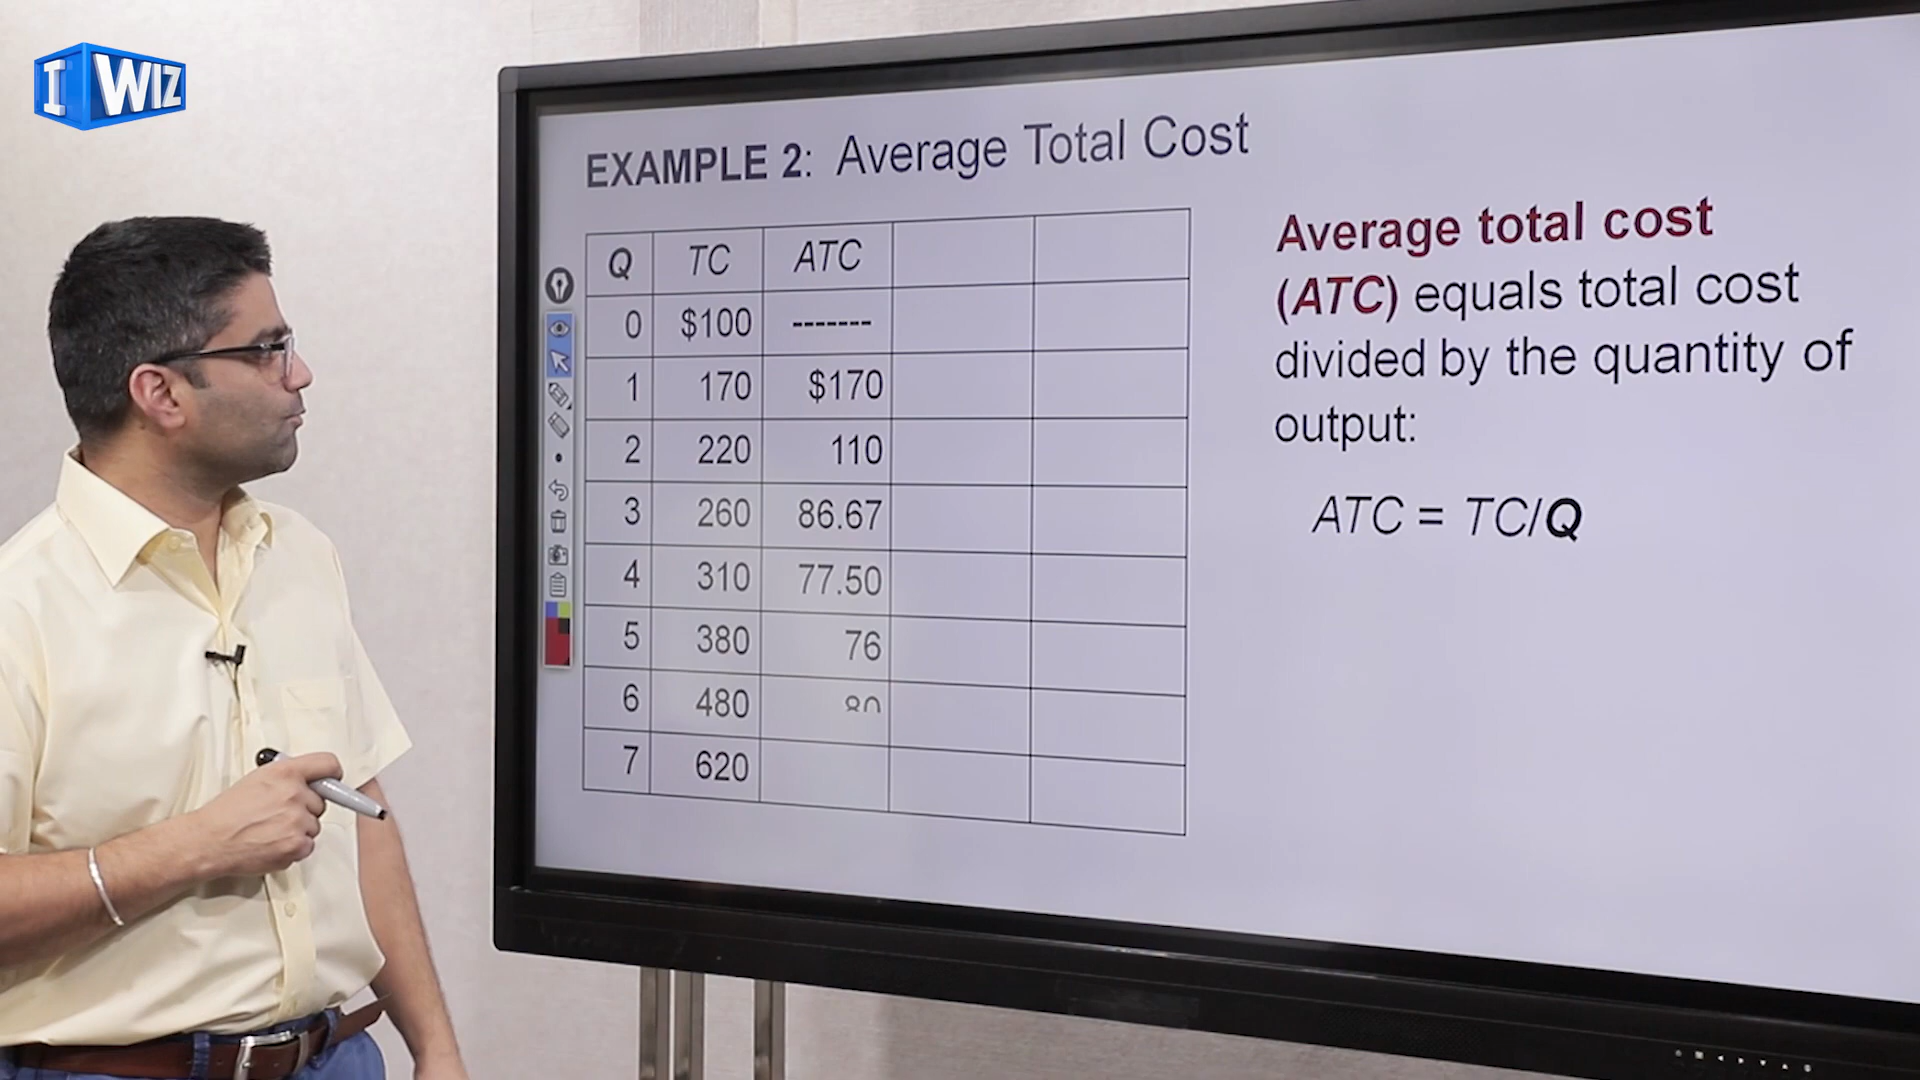 I WIZ
EXAMPLE 2: Average Total Cost
Q TC ATC
0 $100 -------
1 170 $170
2 220 110
3 260 86.67
4 310 77.50
5 380 76
6 480 80
7 620
Average total cost
(ATC) equals total cost
divided by the quantity of
output:
ATC = TC/Q